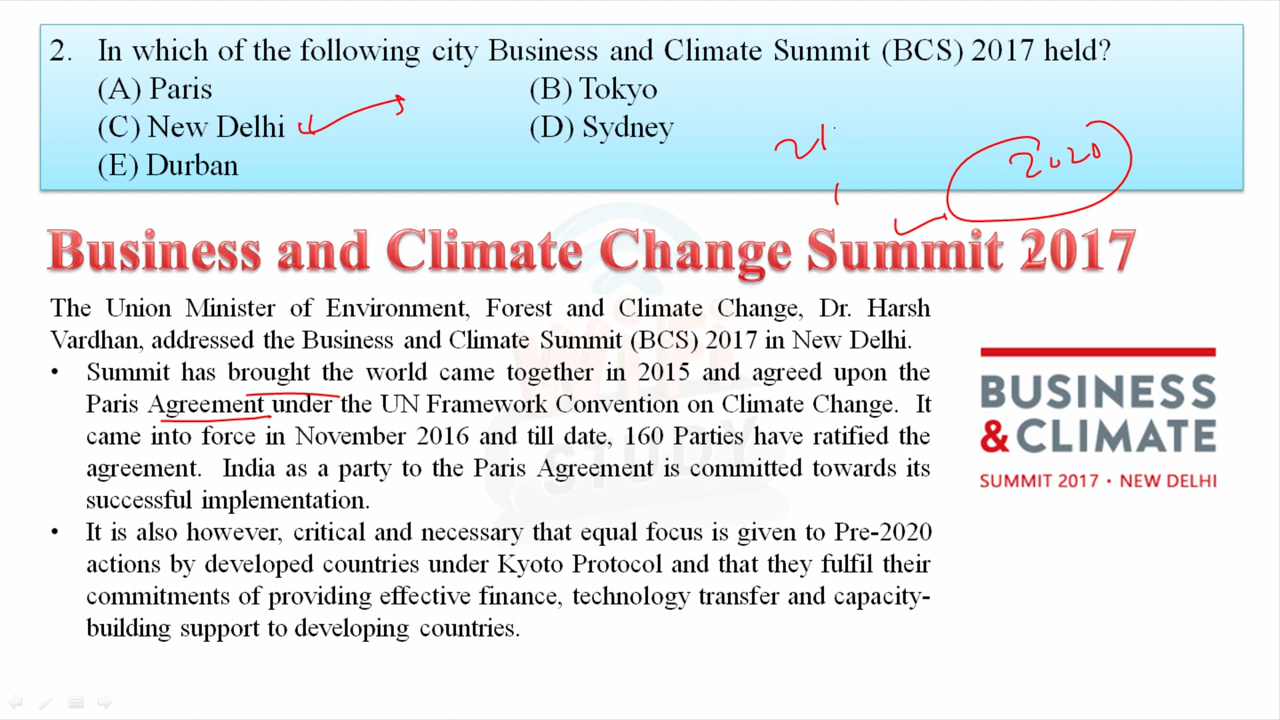 2. In which of the following city Business and Climate Summit (BCS) 2017 held?
(A) Paris (B) Tokyo
(C) New Delhi (D) Sydney
(E) Durban
21
2020
Business and Climate Change Summit 2017
The Union Minister of Environment, Forest and Climate Change, Dr. Harsh
Vardhan, addressed the Business and Climate Summit (BCS) 2017 in New Delhi.
• Summit has brought the world came together in 2015 and agreed upon the
Paris Agreement under the UN Framework Convention on Climate Change. It
came into force in November 2016 and till date, 160 Parties have ratified the
agreement. India as a party to the Paris Agreement is committed towards its
successful implementation.
• It is also however, critical and necessary that equal focus is given to Pre-2020
actions by developed countries under Kyoto Protocol and that they fulfil their
commitments of providing effective finance, technology transfer and capacity-
building support to developing countries.
BUSINESS
& CLIMATE
SUMMIT 2017 • NEW DELHI
WiFi
STUDY